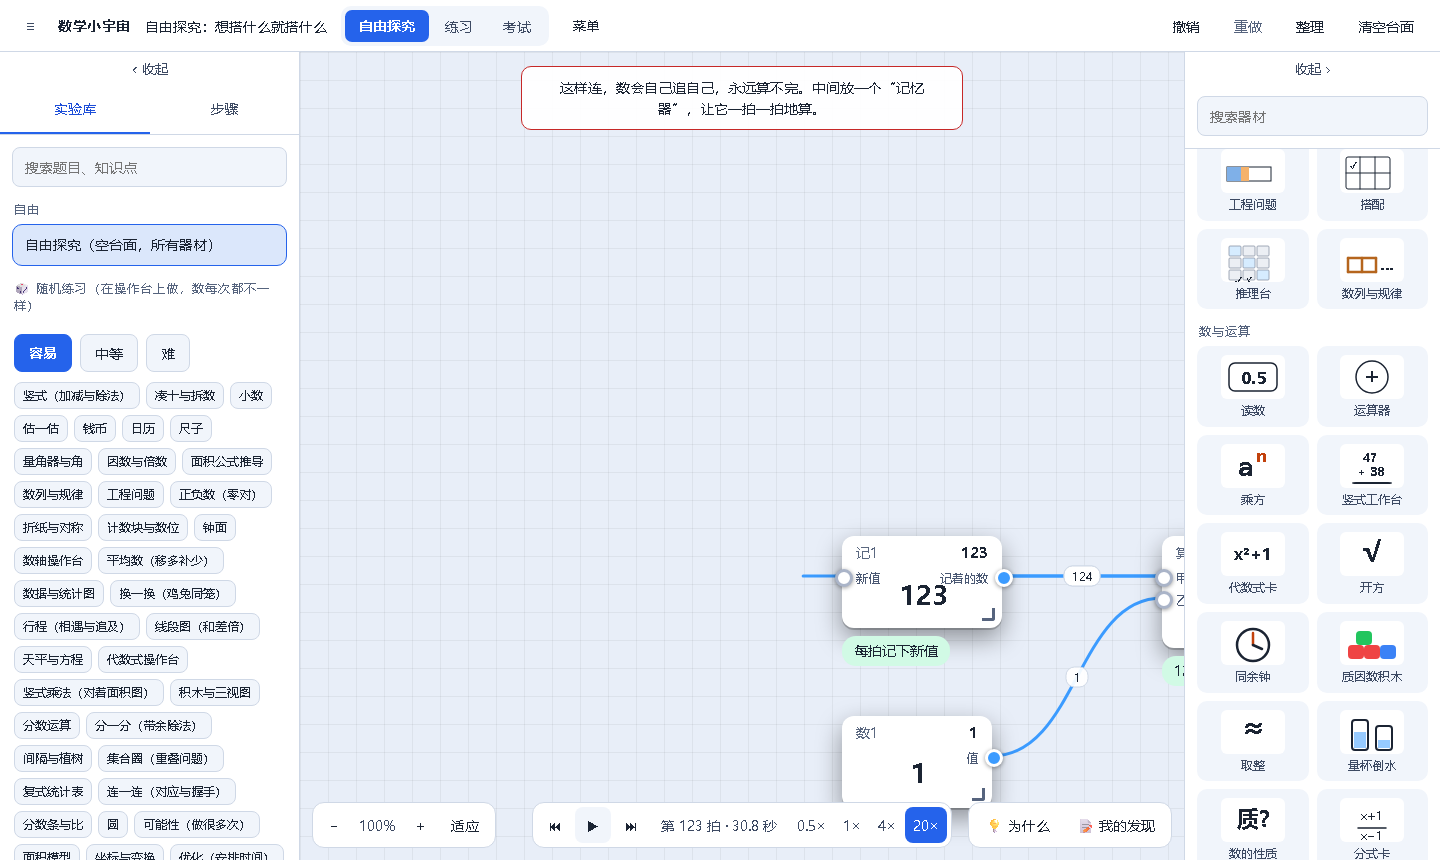 ≡ 数学小宇宙 自由探究：想搭什么就搭什么 自由探究 练习 考试 菜单 撤销 重做 整理 清空台面
‹ 收起
实验库 步骤
搜索题目、知识点
自由
自由探究（空台面，所有器材）
随机练习（在操作台上做，数每次都不一
样）
容易 中等 难
竖式（加减与除法） 凑十与拆数 小数
估一估 钱币 日历 尺子
量角器与角 因数与倍数 面积公式推导
数列与规律 工程问题 正负数（零对）
折纸与对称 计数块与数位 钟面
数轴操作台 平均数（移多补少）
数据与统计图 换一换（鸡兔同笼）
行程（相遇与追及） 线段图（和差倍）
天平与方程 代数式操作台
竖式乘法（对着面积图） 积木与三视图
分数运算 分一分（带余除法）
间隔与植树 集合圈（重叠问题）
复式统计表 连一连（对应与握手）
分数条与比 圆 可能性（做很多次）
面积模型 坐标与变换 优化（安排时间）
这样连，数会自己追自己，永远算不完。中间放一个“记忆
器”，让它一拍一拍地算。
记1 123
新值 记着的数
123
每拍记下新值
124
算
甲
乙
12
1
数1 1
值
1
− 100% + 适应
⏮ ▶ ⏭ 第 123 拍 · 30.8 秒 0.5× 1× 4× 20×
为什么 我的发现
收起 ›
搜索器材
工程问题 搭配
推理台 数列与规律
数与运算
0.5 +
读数 运算器
aⁿ 47
+ 38
乘方 竖式工作台
x²+1 √
代数式卡 开方
同余钟 质因数积木
≈
取整 量杯倒水
质? x+1
x−1
数的性质 分式卡